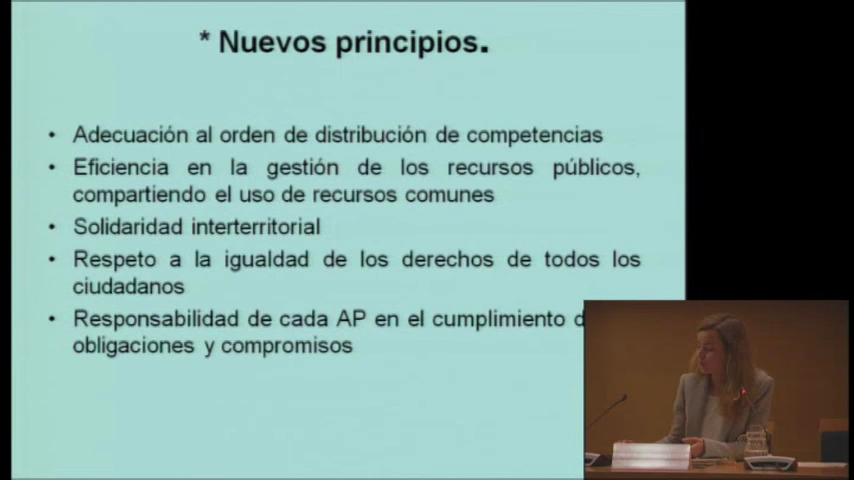 * Nuevos principios.
• Adecuación al orden de distribución de competencias
• Eficiencia en la gestión de los recursos públicos,
compartiendo el uso de recursos comunes
• Solidaridad interterritorial
• Respeto a la igualdad de los derechos de todos los
ciudadanos
• Responsabilidad de cada AP en el cumplimiento
obligaciones y compromisos